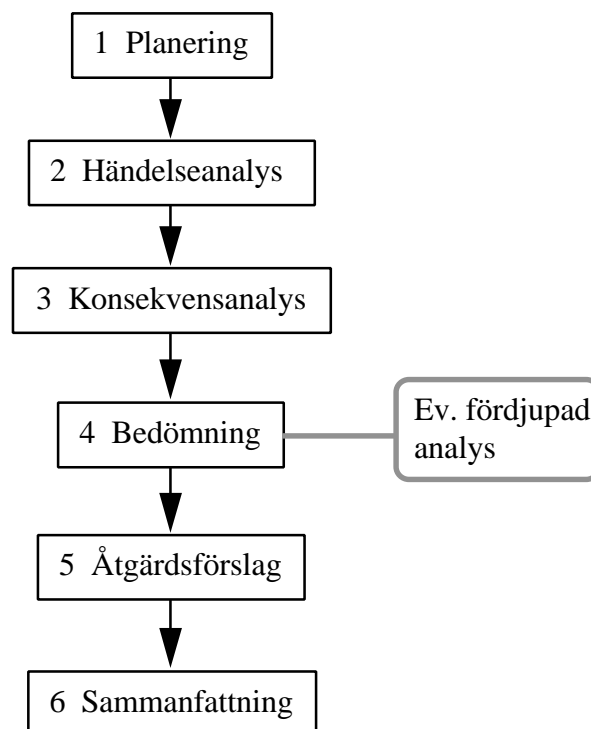 1 Planering
2 Händelseanalys
3 Konsekvensanalys
4 Bedömning
Ev. fördjupad
analys
5 Åtgärdsförslag
6 Sammanfattning